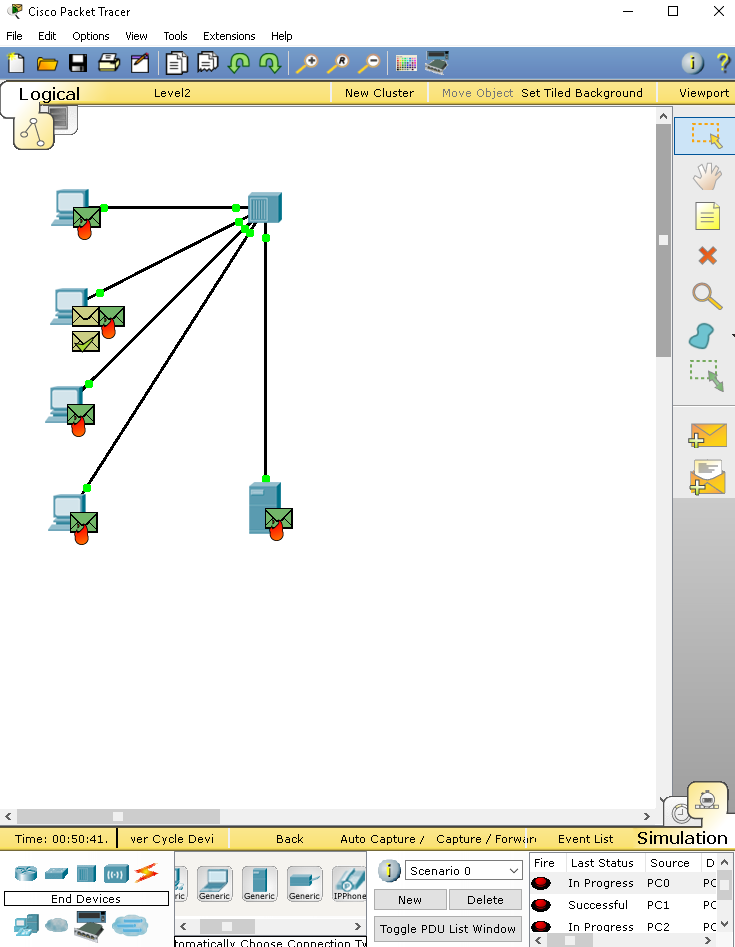 Cisco Packet Tracer
File Edit Options View Tools Extensions Help
Logical Level2 New Cluster Move Object Set Tiled Background Viewport
Time: 00:50:41. ver Cycle Devi Back Auto Capture / Capture / Forwar Event List Simulation
End Devices
ric Generic Generic Generic IPPhone
tomatically Choose Connection Ty
Scenario 0
New Delete
Toggle PDU List Window
Fire Last Status Source D
In Progress PC0 PC
Successful PC1 PC
In Progress PC2 PC